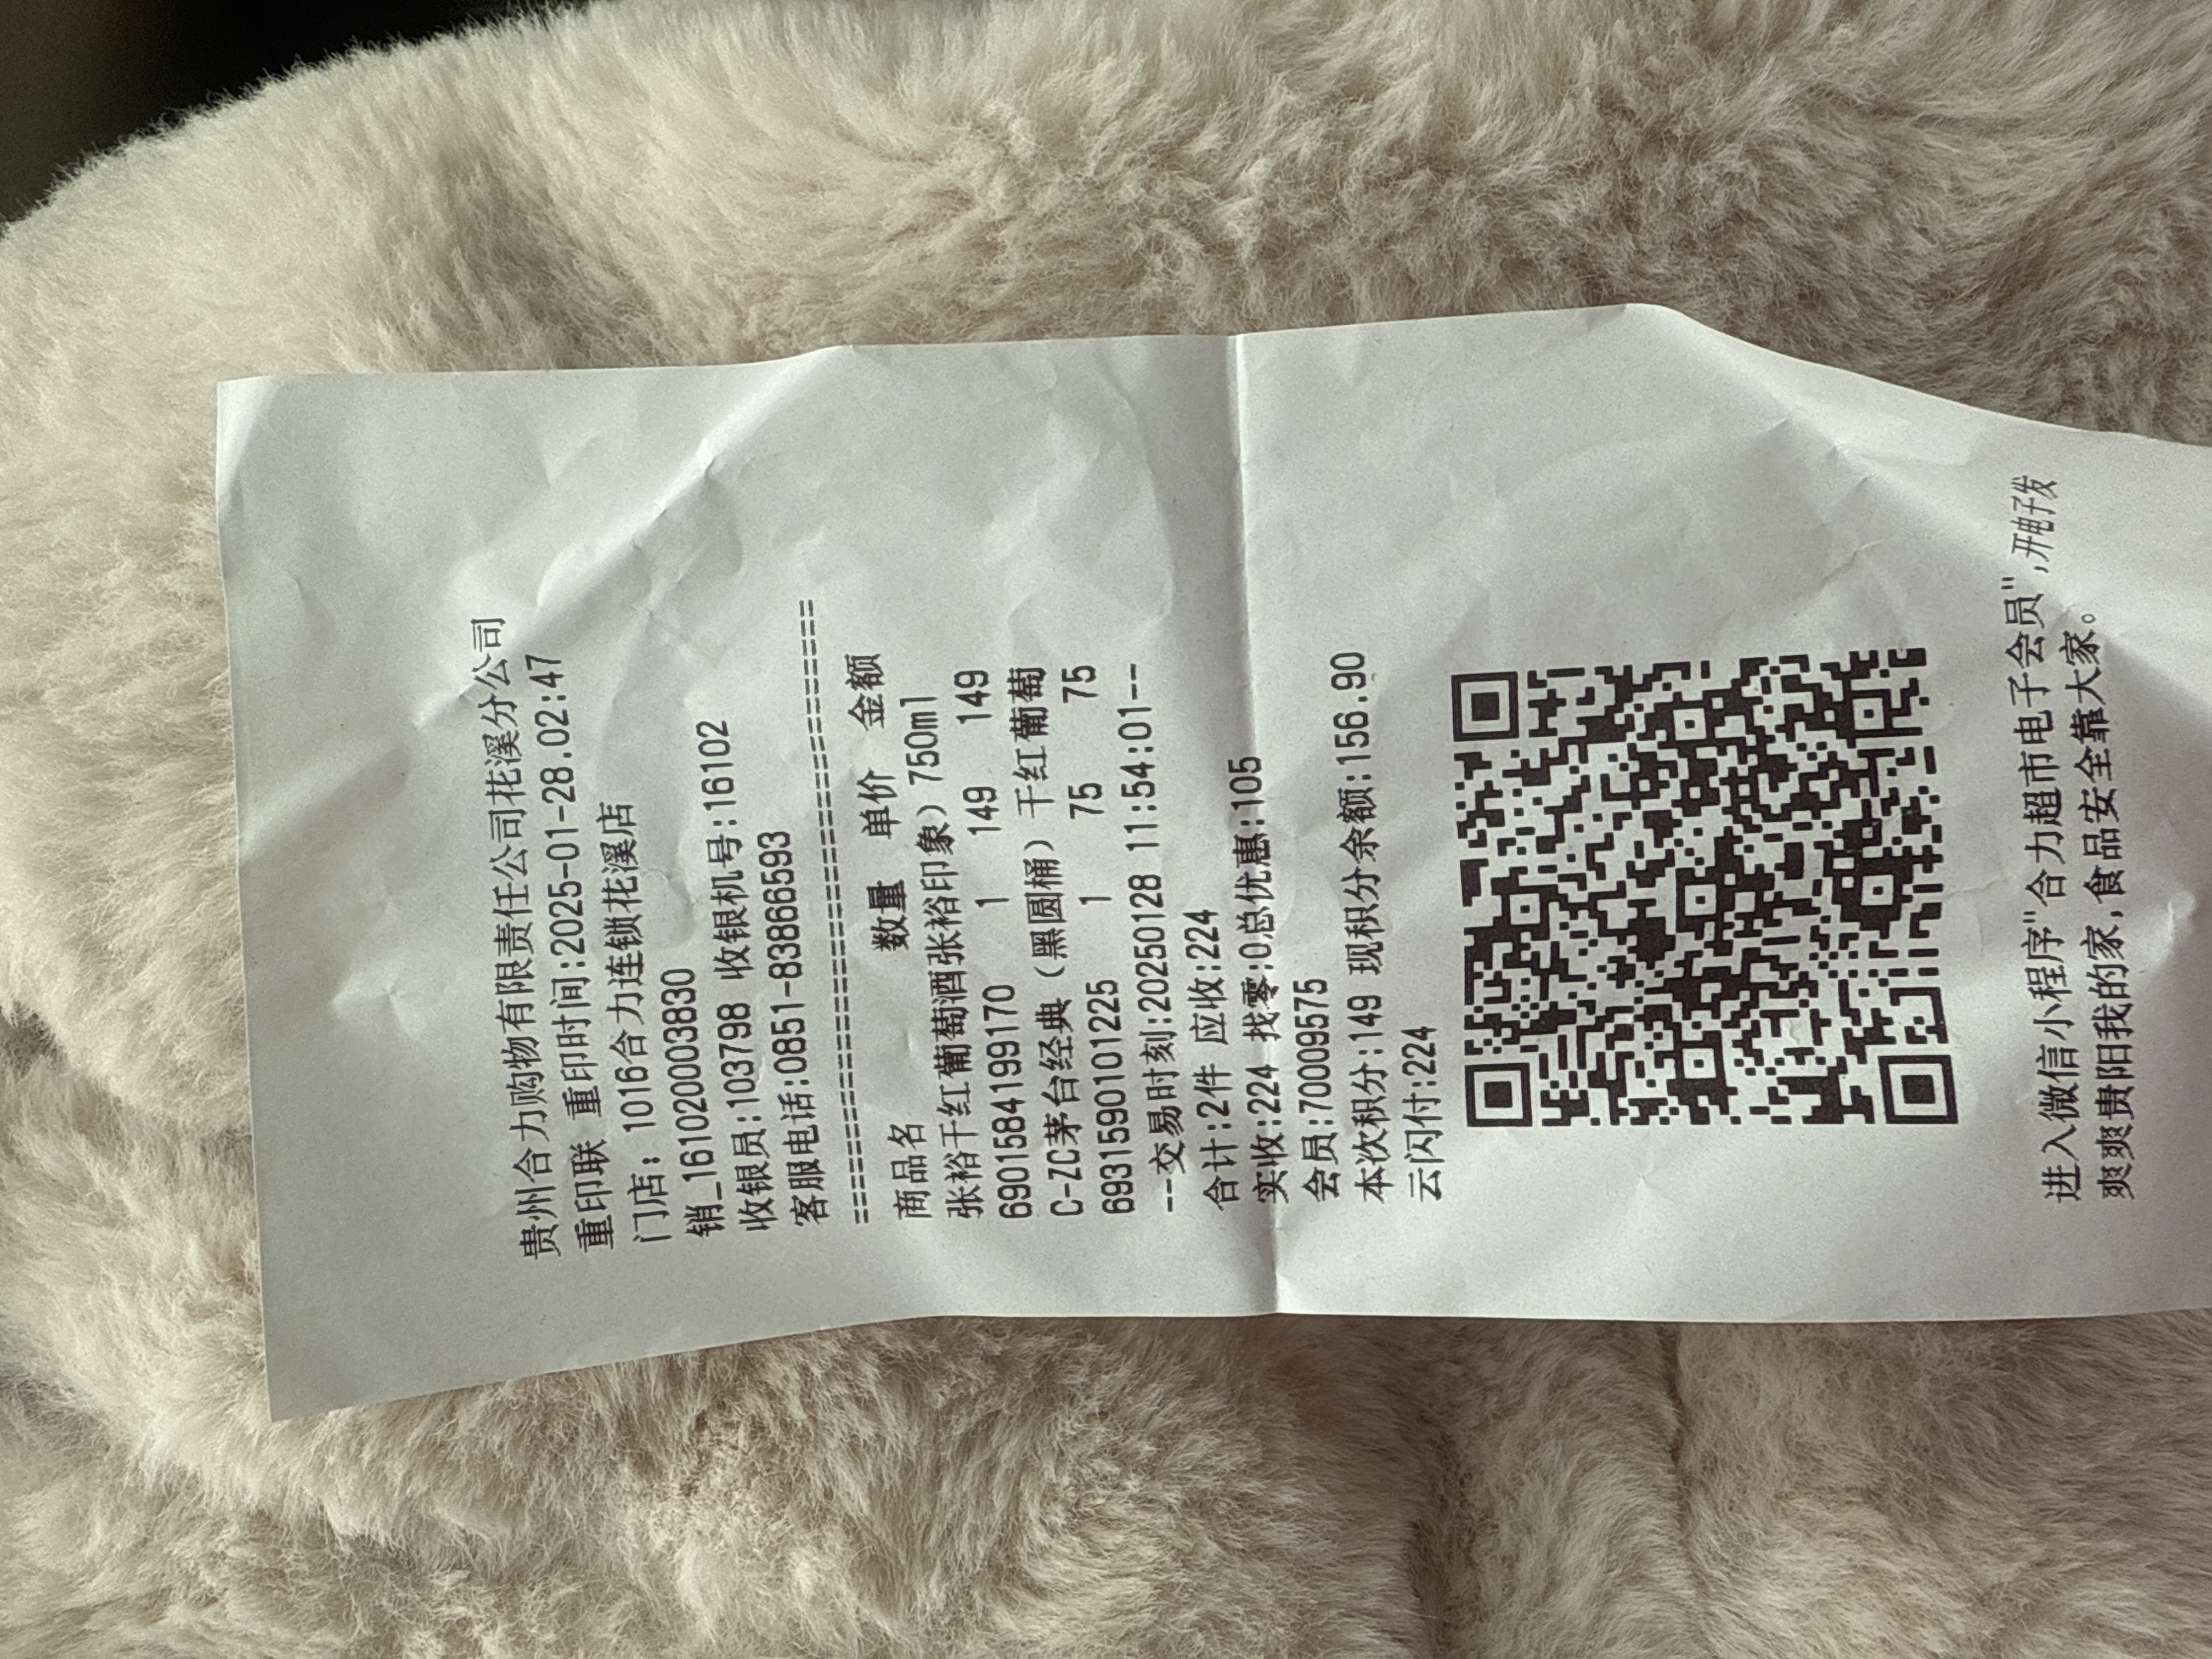 贵州合力购物有限责任公司花溪分公司
重印联 重印时间:2025-01-28.02:47
门店: 1016合力连锁花溪店
销_161020003830
收银员:103798 收银机号:16102
客服电话:0851-83866593
==========================================
商品名 数量 单价 金额
张裕干红葡萄酒张裕印象）750ml
6901584199170 1 149 149
C-ZC茅台经典（黑圆桶）干红葡萄
6931590101225 1 75 75
--交易时刻:20250128 11:54:01--
合计:2件 应收:224
实收:224 找零:0总优惠:105
会员:700009575
本次积分:149 现积分余额:156.90
云闪付:224
进入微信小程序"合力超市电子会员",开电子发
爽爽贵阳我的家,食品安全靠大家。